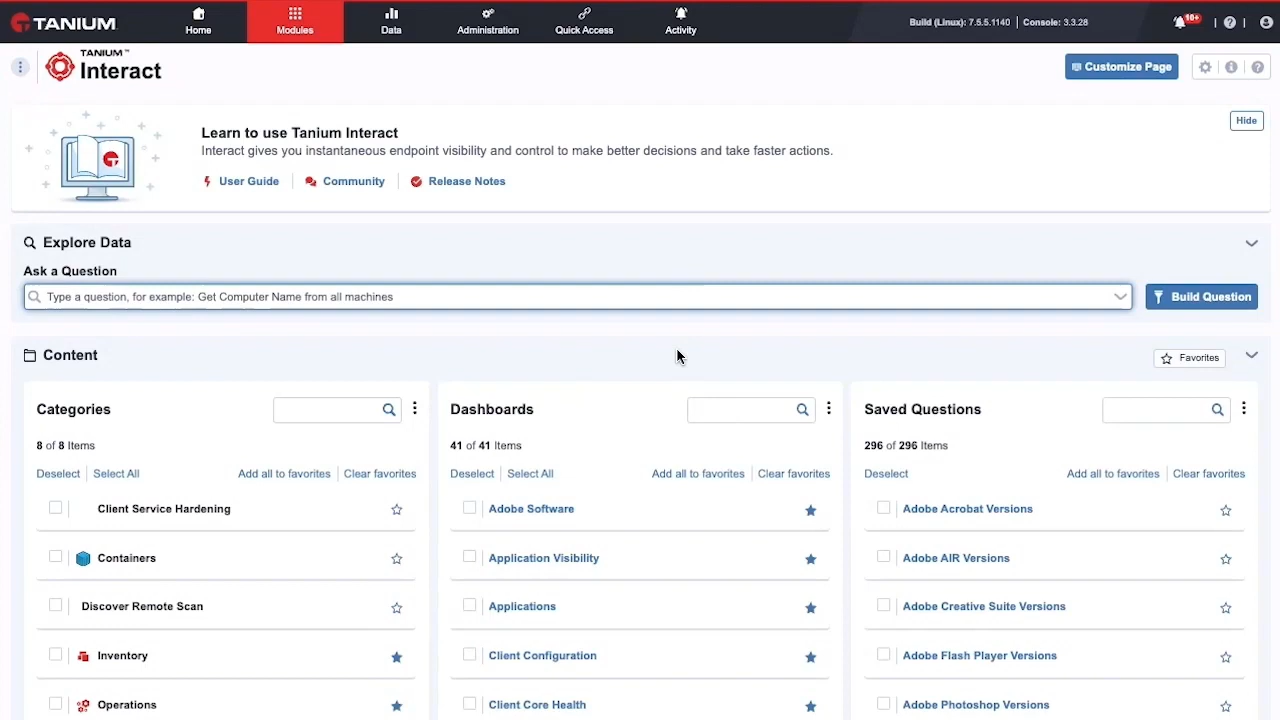 TANIUM
Home
Modules
Data
Administration
Quick Access
Activity
Build (Linux): 7.5.5.1140 | Console: 3.3.28
10+
TANIUM™
Interact
Customize Page
Learn to use Tanium Interact
Hide
Interact gives you instantaneous endpoint visibility and control to make better decisions and take faster actions.
User Guide
Community
Release Notes
Explore Data
Ask a Question
Type a question, for example: Get Computer Name from all machines
Build Question
Content
Favorites
Categories
8 of 8 Items
Deselect
Select All
Add all to favorites
Clear favorites
Client Service Hardening
Containers
Discover Remote Scan
Inventory
Operations
Dashboards
41 of 41 Items
Deselect
Select All
Add all to favorites
Clear favorites
Adobe Software
Application Visibility
Applications
Client Configuration
Client Core Health
Saved Questions
296 of 296 Items
Deselect
Add all to favorites
Clear favorites
Adobe Acrobat Versions
Adobe AIR Versions
Adobe Creative Suite Versions
Adobe Flash Player Versions
Adobe Photoshop Versions